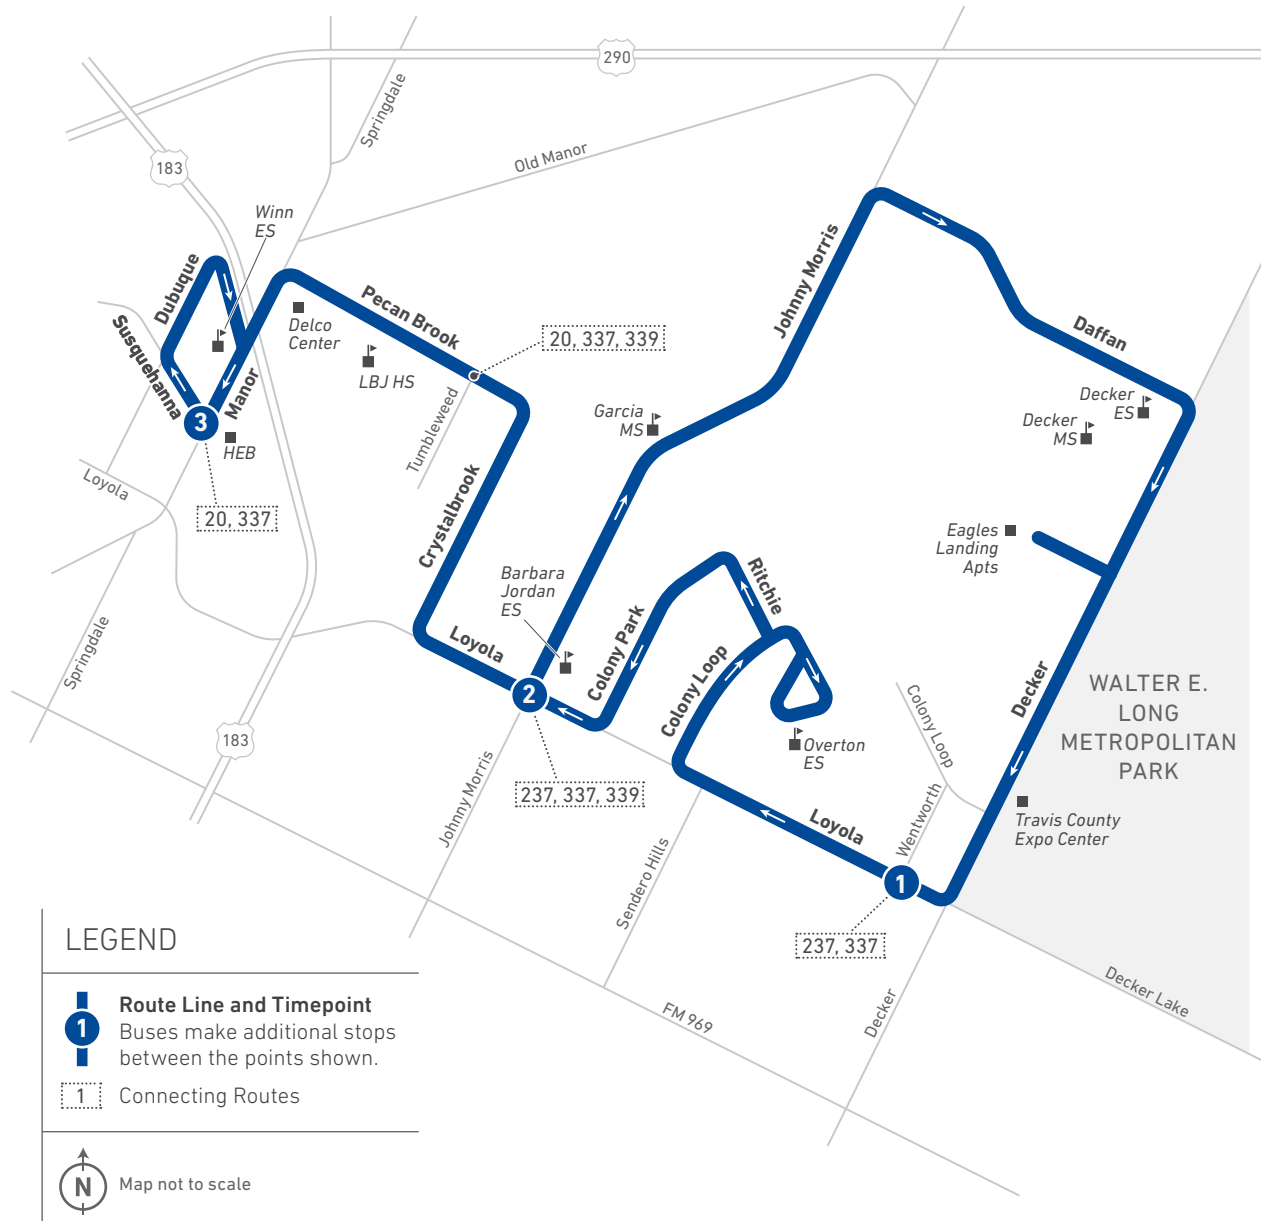 290
Springdale
Old Manor
183
Winn
ES
Dubuque
Susquehanna
Manor
Delco
Center
Pecan Brook
LBJ HS
20, 337, 339
Johnny Morris
Daffan
Decker
ES
Decker
MS
Garcia
MS
Tumbleweed
3
HEB
Loyola
20, 337
Crystalbrook
Eagles
Landing
Apts
Barbara
Jordan
ES
Ritchie
Colony Park
Colony Loop
Loyola
2
Springdale
183
Overton
ES
Colony Loop
Decker
WALTER E.
LONG
METROPOLITAN
PARK
237, 337, 339
Johnny Morris
Loyola
Wentworth
Travis County
Expo Center
Sendero Hills
1
237, 337
Decker Lake
FM 969
Decker
LEGEND
Route Line and Timepoint
1
Buses make additional stops
between the points shown.
1
Connecting Routes
N
Map not to scale